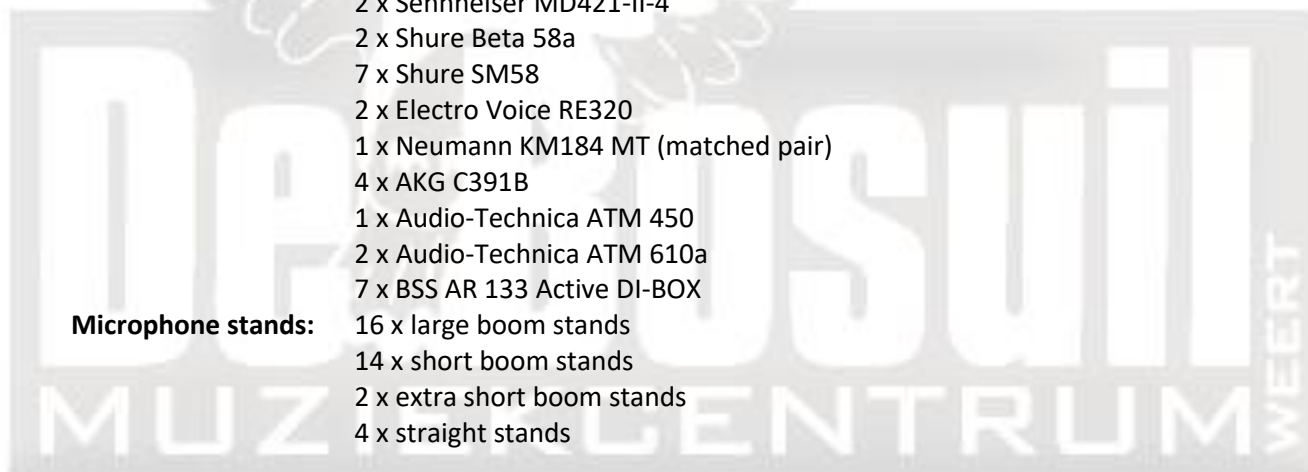 2 x Sennheiser MD421-II-4
2 x Shure Beta 58a
7 x Shure SM58
2 x Electro Voice RE320
1 x Neumann KM184 MT (matched pair)
4 x AKG C391B
1 x Audio-Technica ATM 450
2 x Audio-Technica ATM 610a
7 x BSS AR 133 Active DI-BOX
Microphone stands: 16 x large boom stands
14 x short boom stands
2 x extra short boom stands
4 x straight stands
De Bosuil
MUZIEKCENTRUM WEERT